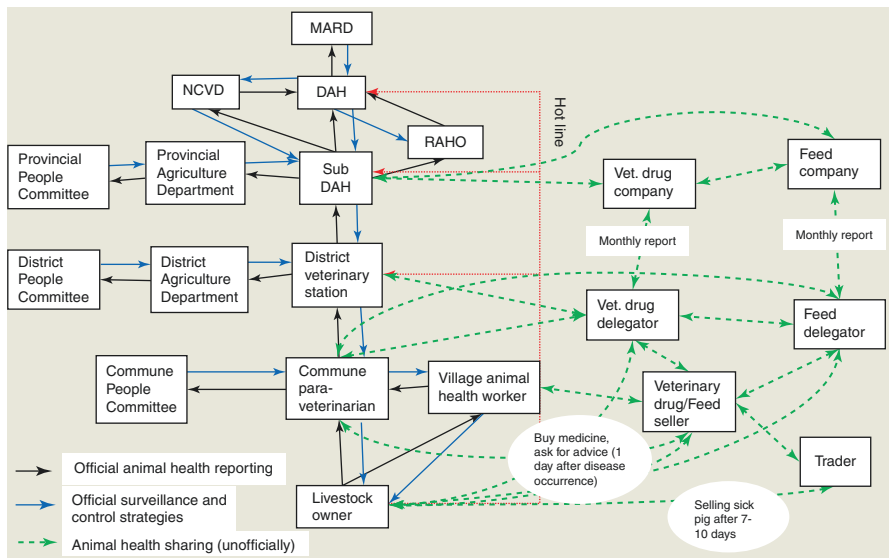 MARD
NCVD
DAH
RAHO
Hot line
Provincial
People
Committee
Provincial
Agriculture
Department
Sub
DAH
Vet. drug
company
Feed
company
Monthly report
Monthly report
District
People
Committee
District
Agriculture
Department
District
veterinary
station
Vet. drug
delegator
Feed
delegator
Commune
People
Committee
Commune
para-
veterinarian
Village animal
health worker
Veterinary
drug/Feed
seller
Buy medicine,
ask for advice (1
day after disease
occurrence)
Trader
Livestock
owner
Selling sick
pig after 7-
10 days
Official animal health reporting
Official surveillance and
control strategies
Animal health sharing (unofficially)